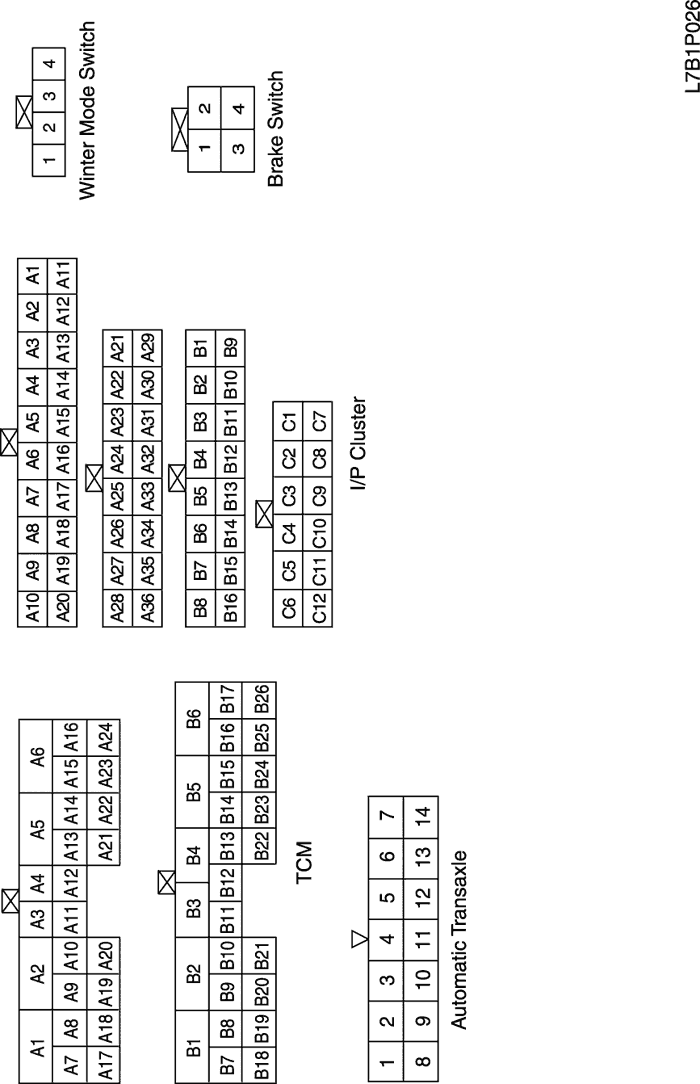 A1 A2 A3 A4 A5 A6
A7 A8 A9 A10 A11 A12 A13 A14 A15 A16
A17 A18 A19 A20 A21 A22 A23 A24
B1 B2 B3 B4 B5 B6
B7 B8 B9 B10 B11 B12 B13 B14 B15 B16 B17
B18 B19 B20 B21 B22 B23 B24 B25 B26
TCM
1 2 3 4 5 6 7
8 9 10 11 12 13 14
Automatic Transaxle
A10 A9 A8 A7 A6 A5 A4 A3 A2 A1
A20 A19 A18 A17 A16 A15 A14 A13 A12 A11
A28 A27 A26 A25 A24 A23 A22 A21
A36 A35 A34 A33 A32 A31 A30 A29
B8 B7 B6 B5 B4 B3 B2 B1
B16 B15 B14 B13 B12 B11 B10 B9
C6 C5 C4 C3 C2 C1
C12 C11 C10 C9 C8 C7
I/P Cluster
1 2 3 4
Winter Mode Switch
1 2
3 4
Brake Switch
L7B1P026